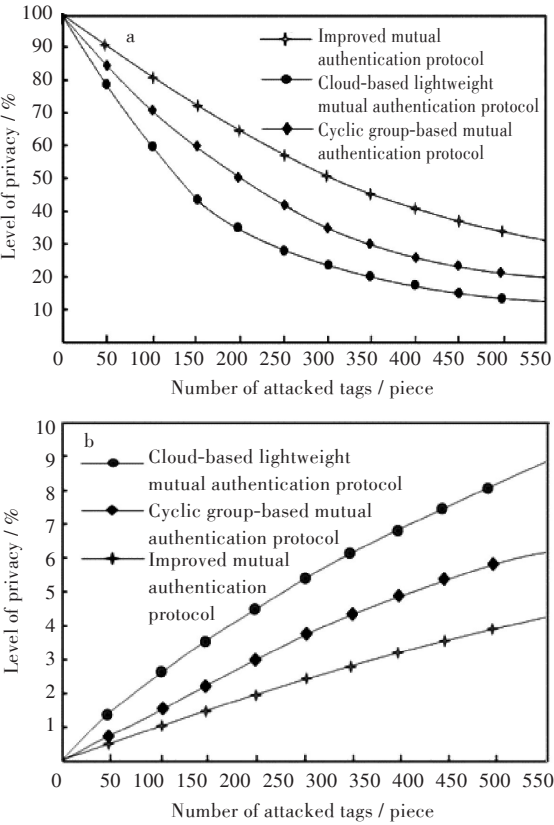 100
90
80
70
60
50
40
30
20
10
Level of privacy / %
a
Improved mutual
authentication protocol
Cloud-based lightweight
mutual authentication protocol
Cyclic group-based mutual
authentication protocol
0 50 100 150 200 250 300 350 400 450 500 550
Number of attacked tags / piece
10
9
8
7
6
5
4
3
2
1
Level of privacy / %
b
Cloud-based lightweight
mutual authentication protocol
Cyclic group-based mutual
authentication protocol
Improved mutual
authentication
protocol
0 50 100 150 200 250 300 350 400 450 500 550
Number of attacked tags / piece